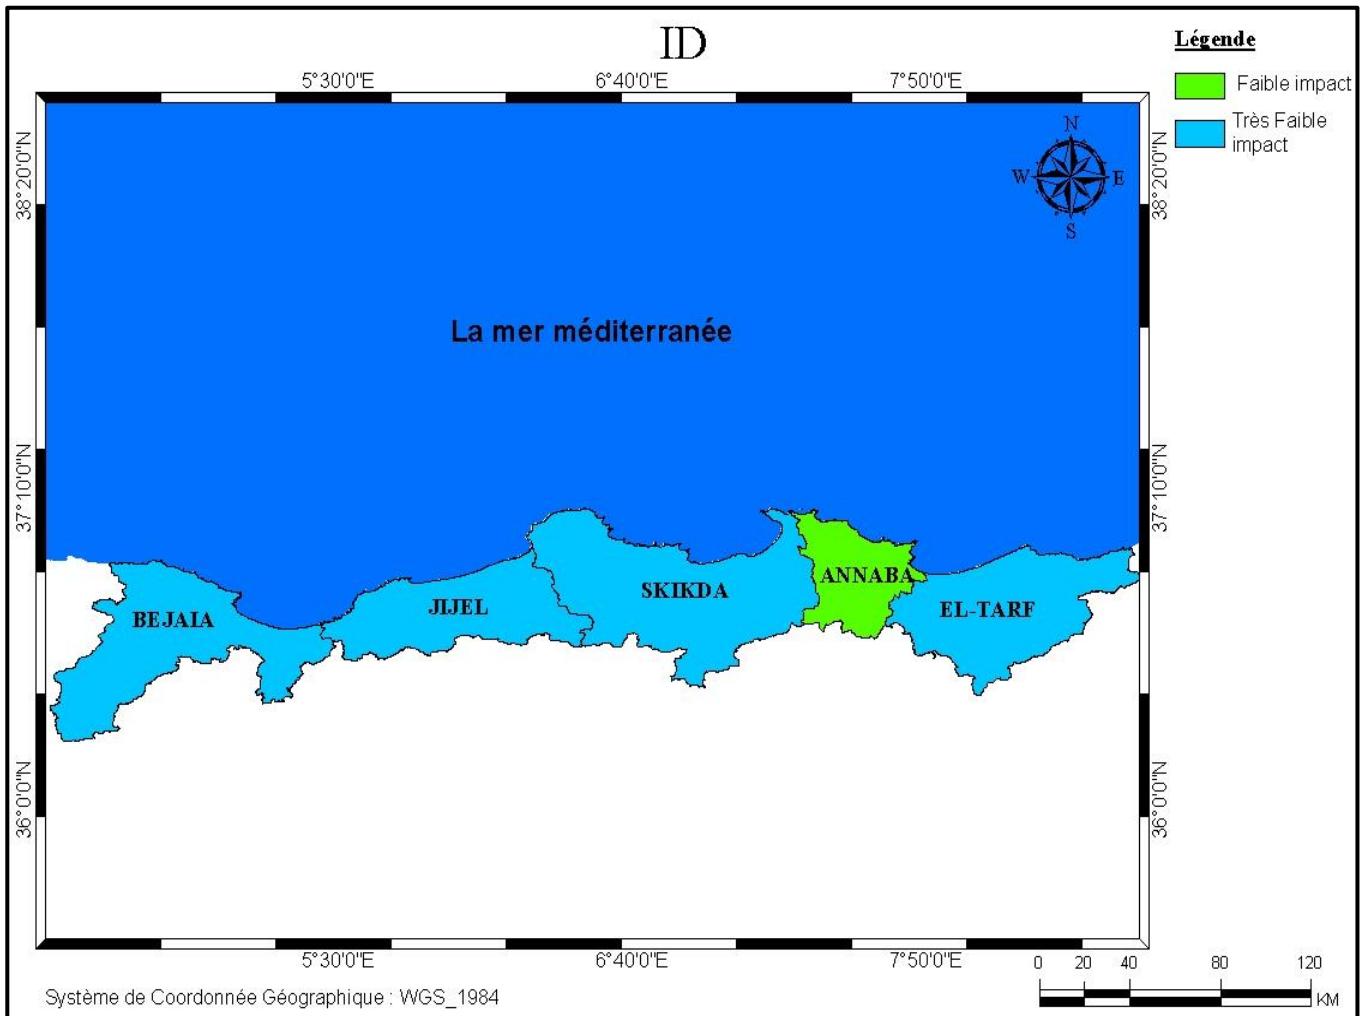 ID
Légende
Faible impact
Très Faible
impact
5°30'0"E
6°40'0"E
7°50'0"E
N
W
E
S
38°20'0"N
38°20'0"N
La mer méditerranée
37°10'0"N
37°10'0"N
BEJAIA
JIJEL
SKIKDA
ANNABA
EL-TARF
36°0'0"N
36°0'0"N
5°30'0"E
6°40'0"E
7°50'0"E
0 20 40 80 120
KM
Système de Coordonnée Géographique : WGS_1984